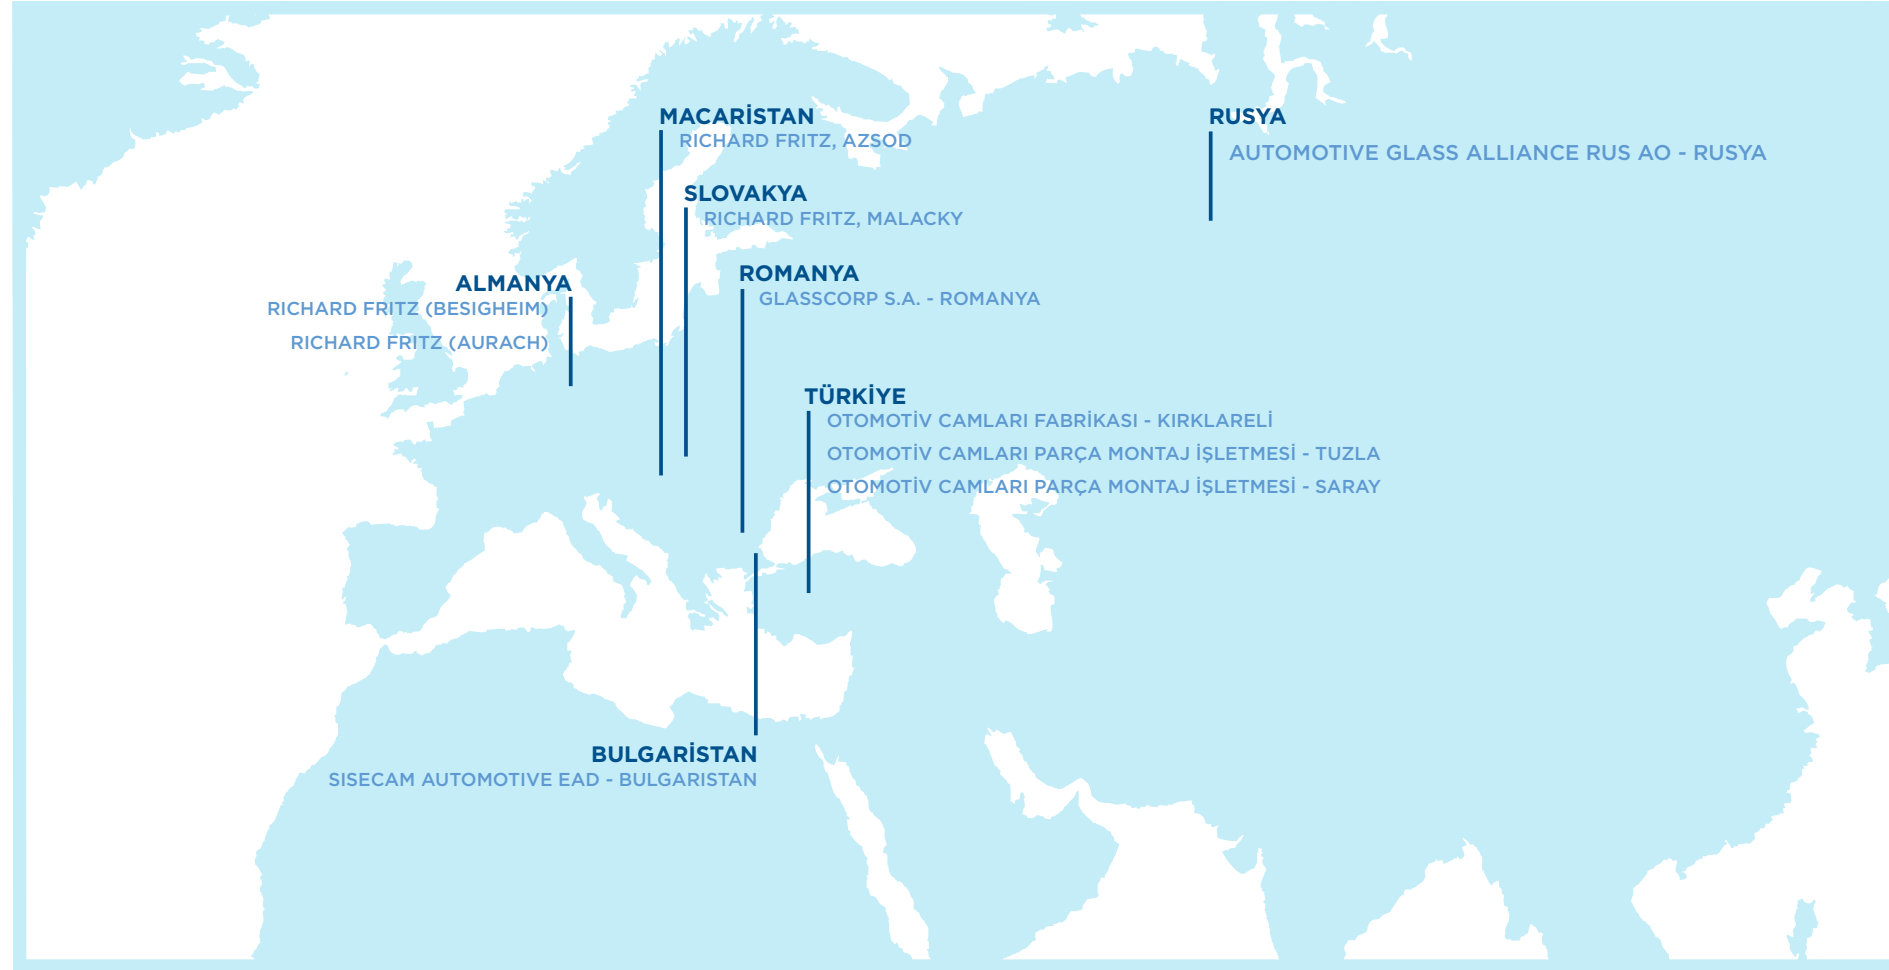 MACARİSTAN
RICHARD FRITZ, AZSOD
RUSYA
AUTOMOTIVE GLASS ALLIANCE RUS AO - RUSYA
SLOVAKYA
RICHARD FRITZ, MALACKY
ALMANYA
RICHARD FRITZ (BESIGHEIM)
RICHARD FRITZ (AURACH)
ROMANYA
GLASSCORP S.A. - ROMANYA
TÜRKİYE
OTOMOTİV CAMLARI FABRİKASI - KIRKLARELİ
OTOMOTİV CAMLARI PARÇA MONTAJ İŞLETMESİ - TUZLA
OTOMOTİV CAMLARI PARÇA MONTAJ İŞLETMESİ - SARAY
BULGARİSTAN
SISECAM AUTOMOTIVE EAD - BULGARISTAN